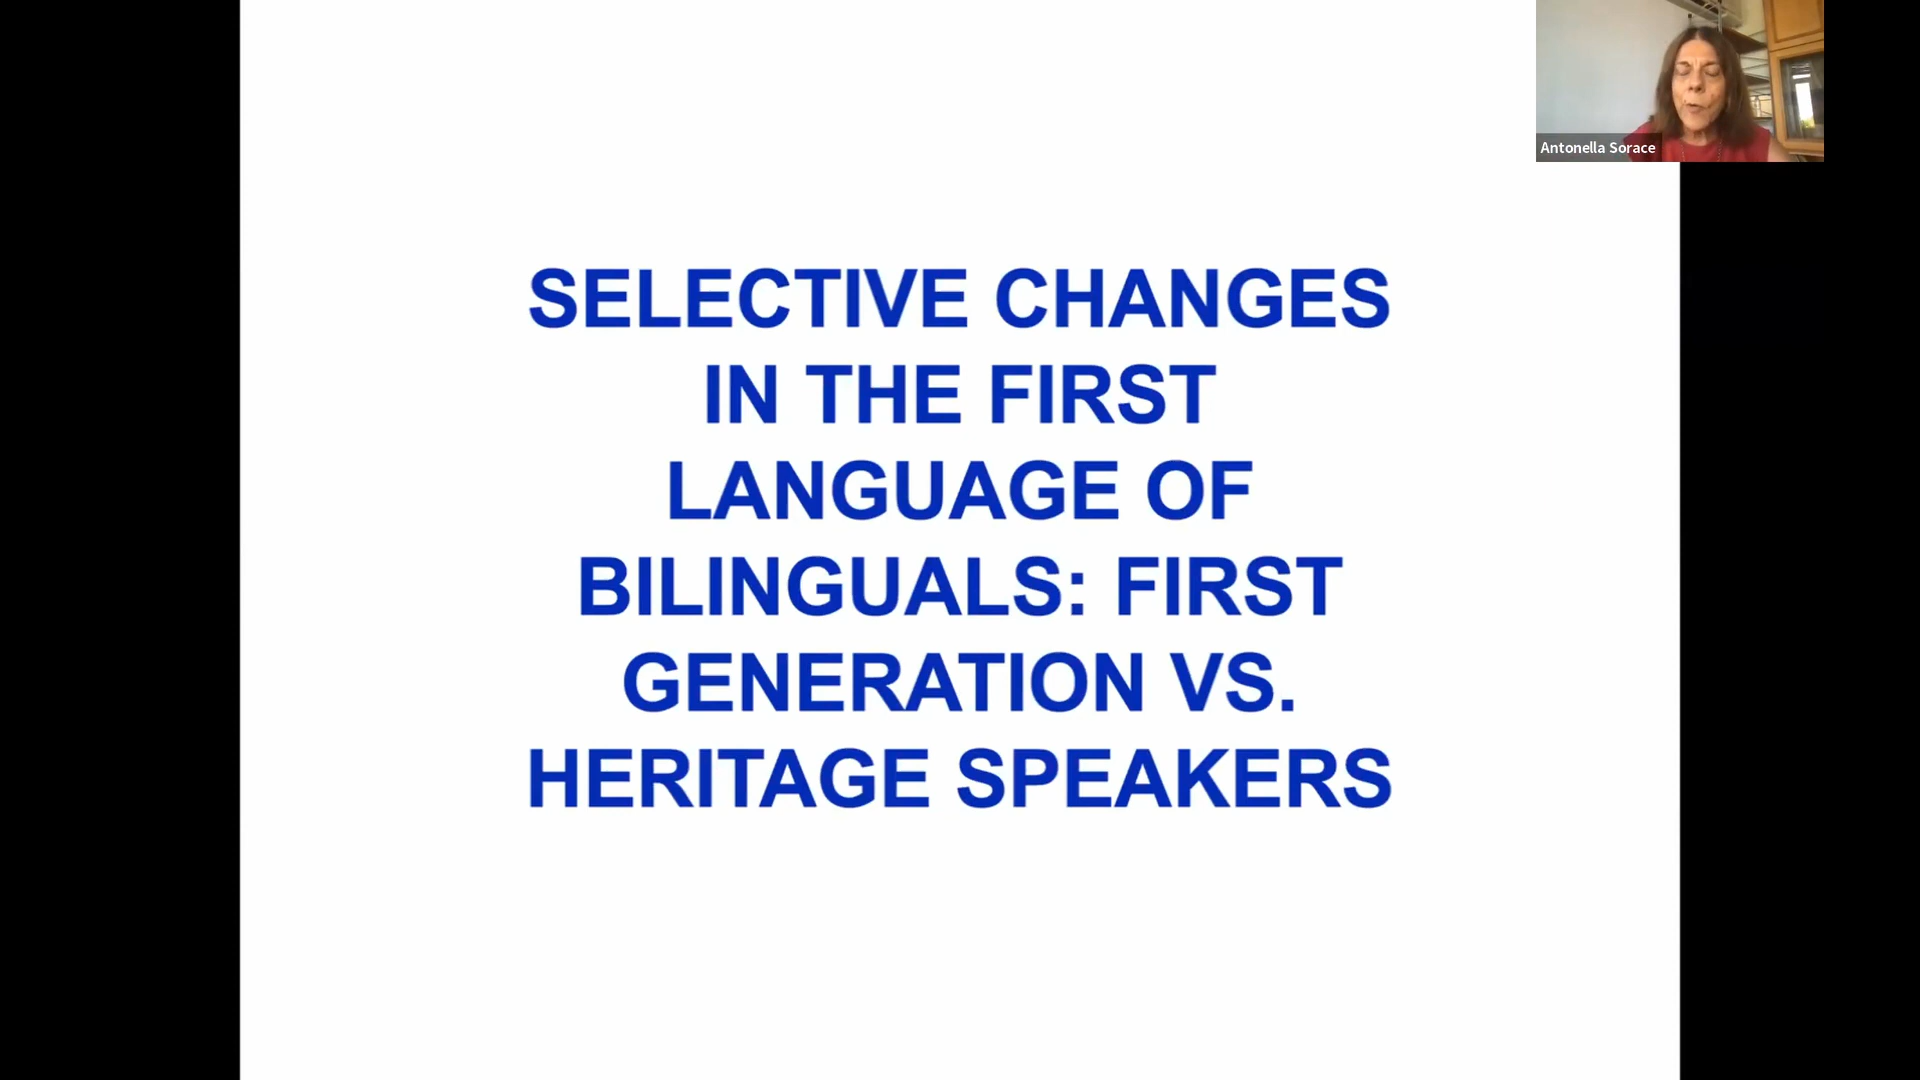 Antonella Sorace
SELECTIVE CHANGES
IN THE FIRST
LANGUAGE OF
BILINGUALS: FIRST
GENERATION VS.
HERITAGE SPEAKERS